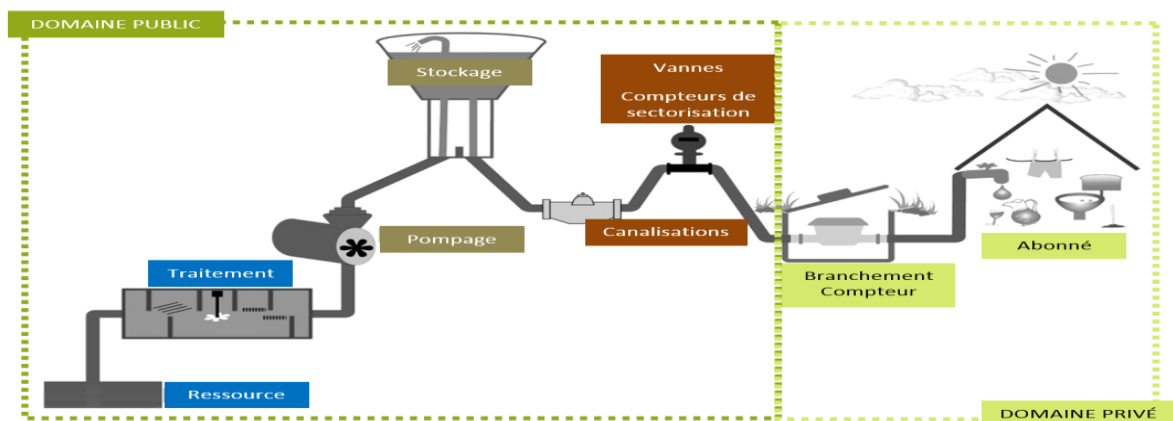 DOMAINE PUBLIC
Stockage
Vannes
Compteurs de
sectorisation
Pompage
Canalisations
Abonné
Traitement
Branchement
Compteur
Ressource
DOMAINE PRIVÉ